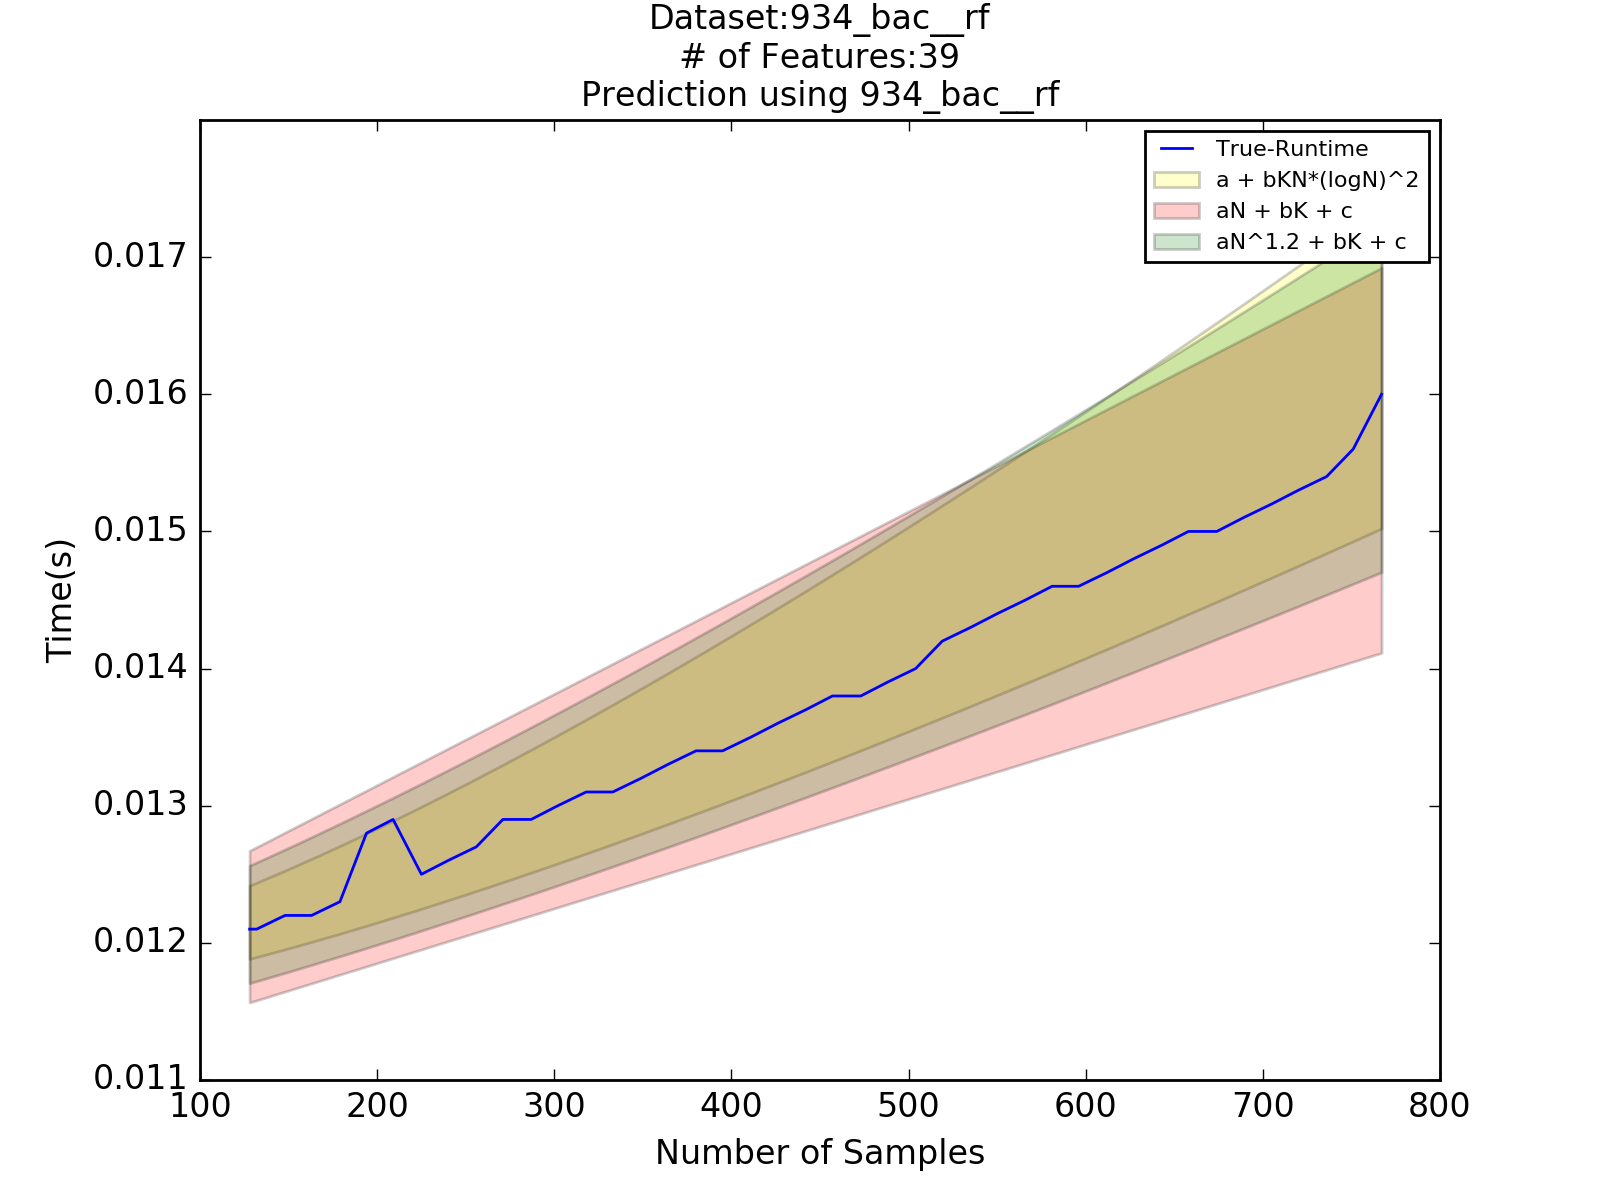 Dataset:934_bac__rf
# of Features:39
Prediction using 934_bac__rf
True-Runtime
a + bKN*(logN)^2
aN + bK + c
aN^1.2 + bK + c
0.017
0.016
0.015
0.014
0.013
0.012
0.011
Time(s)
100 200 300 400 500 600 700 800
Number of Samples